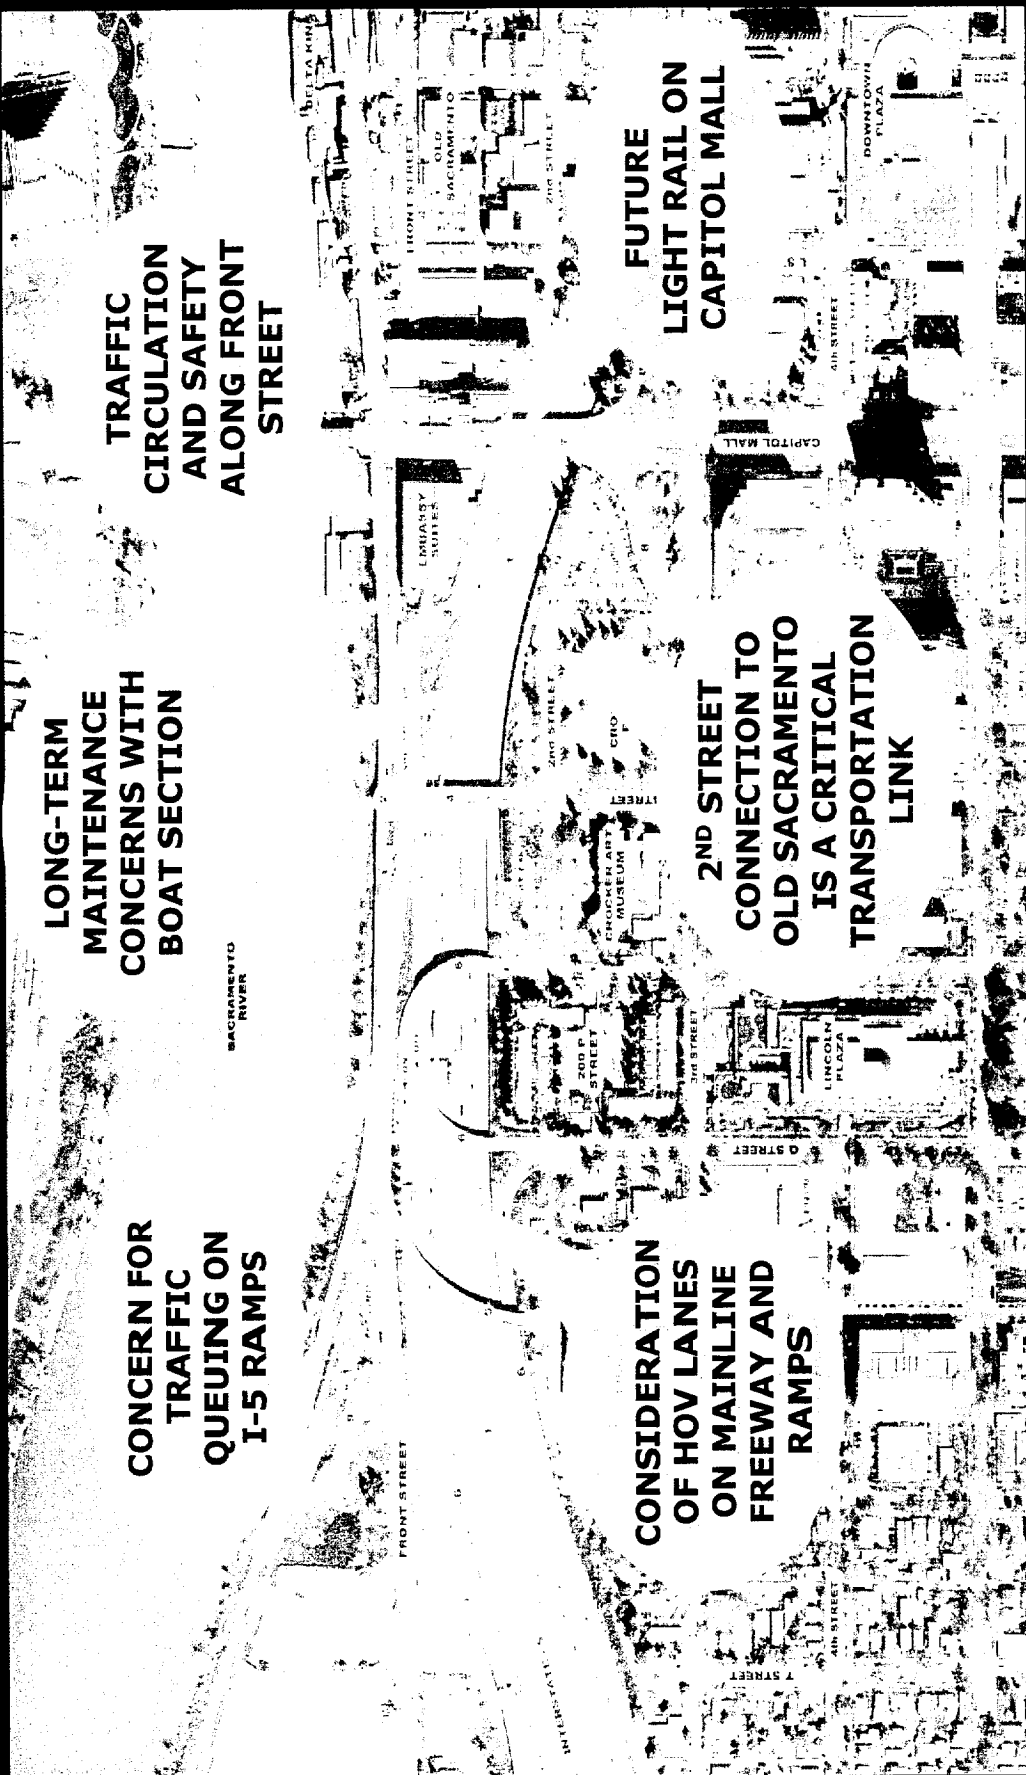 CONCERN FOR
TRAFFIC
QUEUING ON
I-5 RAMPS
LONG-TERM
MAINTENANCE
CONCERNS WITH
BOAT SECTION
TRAFFIC
CIRCULATION
AND SAFETY
ALONG FRONT
STREET
SACRAMENTO
RIVER
DELTA KING
FRONT STREET
FRONT STREET
OLD
SACRAMENTO
2nd STREET
EMBASSY
SUITES
2nd STREET
CROCKER ART
MUSEUM
200 P
STREET
3rd STREET
LINCOLN
PLAZA
Q STREET
CAPITOL MALL
4th STREET
DOWNTOWN
PLAZA
4th STREET
T STREET
CONSIDERATION
OF HOV LANES
ON MAINLINE
FREEWAY AND
RAMPS
2ND STREET
CONNECTION TO
OLD SACRAMENTO
IS A CRITICAL
TRANSPORTATION
LINK
FUTURE
LIGHT RAIL ON
CAPITOL MALL